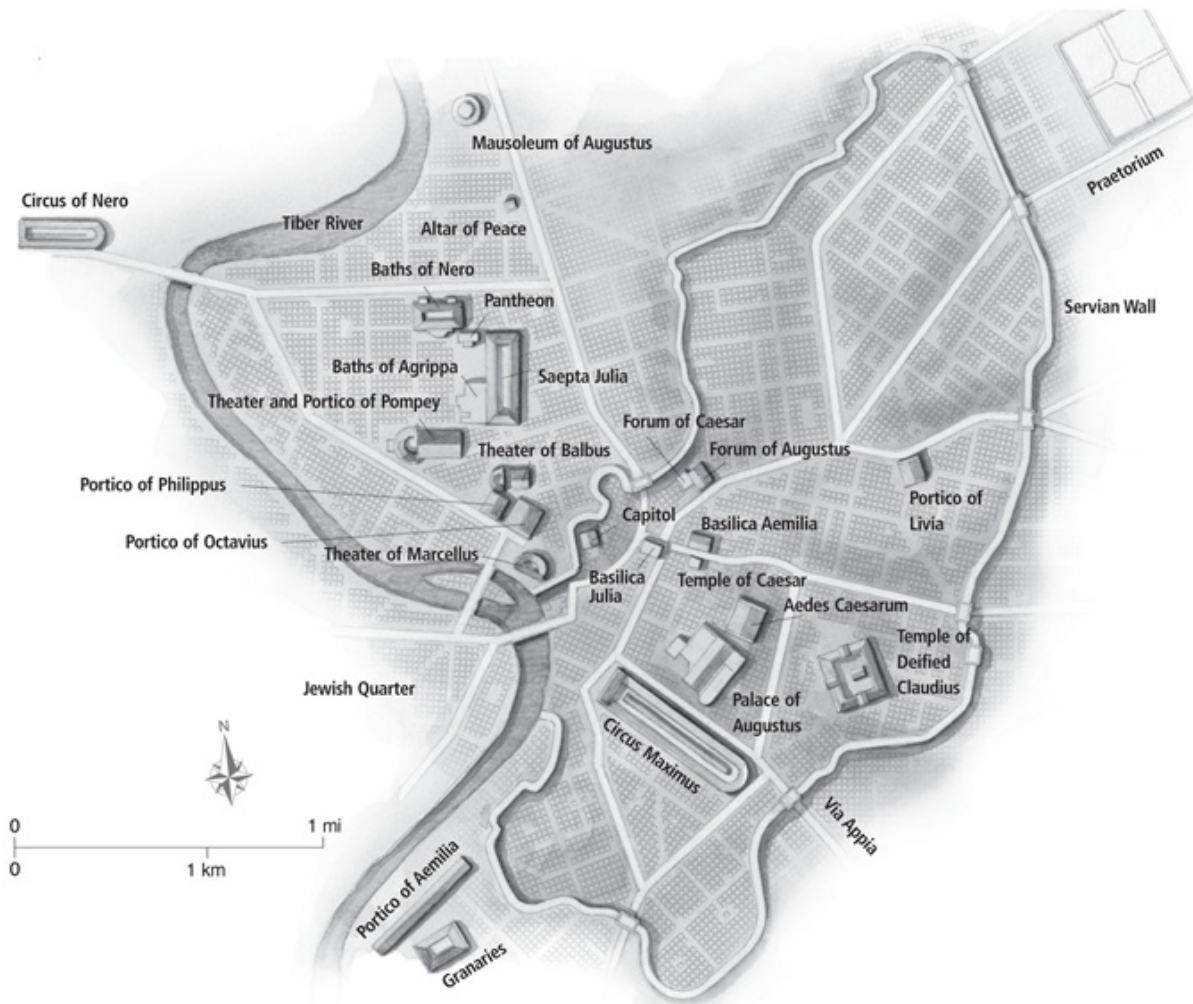 Mausoleum of Augustus
Praetorium
Circus of Nero
Tiber River
Altar of Peace
Baths of Nero
Pantheon
Servian Wall
Baths of Agrippa
Saepta Julia
Theater and Portico of Pompey
Forum of Caesar
Theater of Balbus
Forum of Augustus
Portico of Philippus
Portico of
Livia
Capitol
Basilica Aemilia
Portico of Octavius
Theater of Marcellus
Basilica
Julia
Temple of Caesar
Aedes Caesarum
Temple of
Deified
Claudius
Jewish Quarter
Palace of
Augustus
Circus Maximus
N
Via Appia
0
1 mi
0
1 km
Portico of Aemilia
Granaries